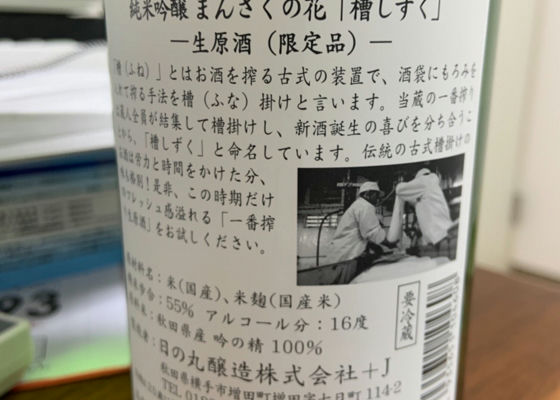 純米吟醸 まんさくの花「槽しずく」
―生原酒（限定品）―
「槽（ふね）」とはお酒を搾る古式の装置で、酒袋にもろみを
れて搾る手法を槽（ふな）掛けと言います。当蔵の一番搾り
蔵人全員が結集して槽掛けし、新酒誕生の喜びを分ち合うこ
から、「槽しずく」と命名しています。伝統の古式槽掛けの
お酒は労力と時間をかけた分、
も格別！是非、この時期だけ
フレッシュ感溢れる「一番搾
生原酒」をお試しください。
原材料名：米（国産）、米麹（国産米）
精米歩合：55% アルコール分：16度
米：秋田県産 吟の精 100%
要冷蔵
日の丸醸造株式会社+J
秋田県横手市増田町増田字七日町114-2
TEL
93